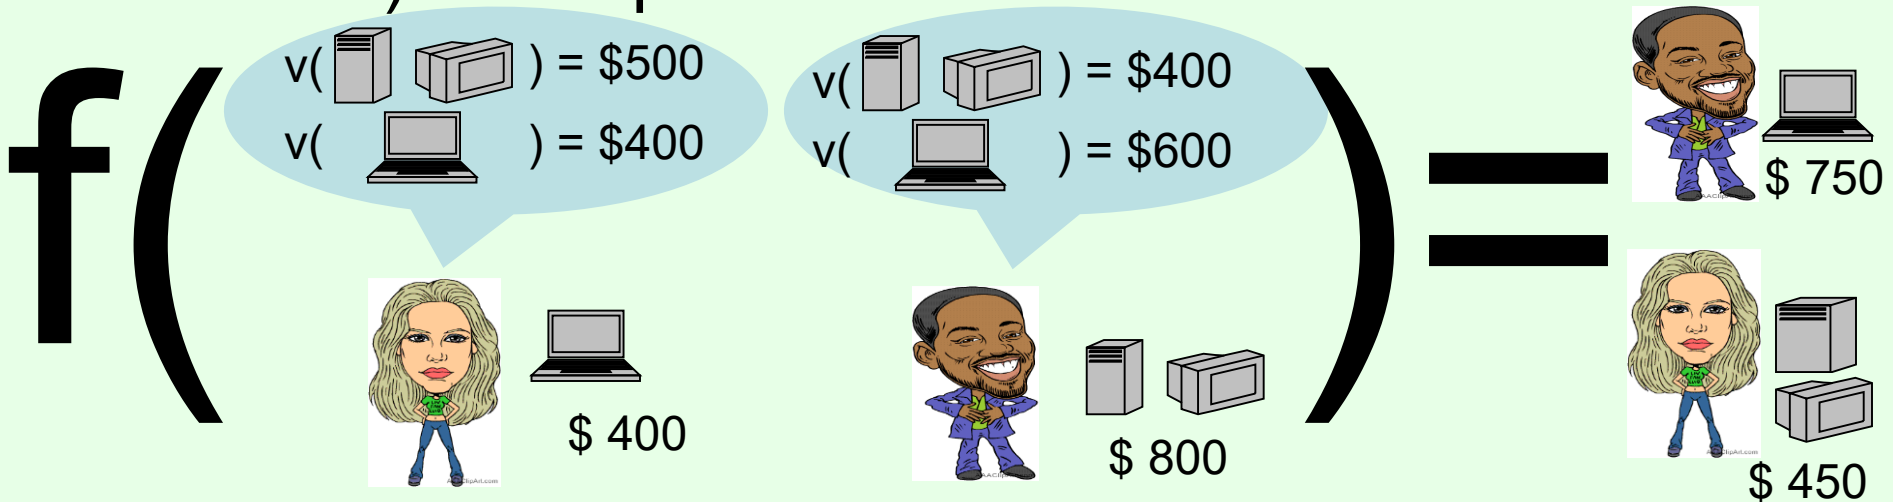 f(
v( ) = $500
v( ) = $400
$ 400
v( ) = $400
v( ) = $600
$ 800
) =
$ 750
$ 450